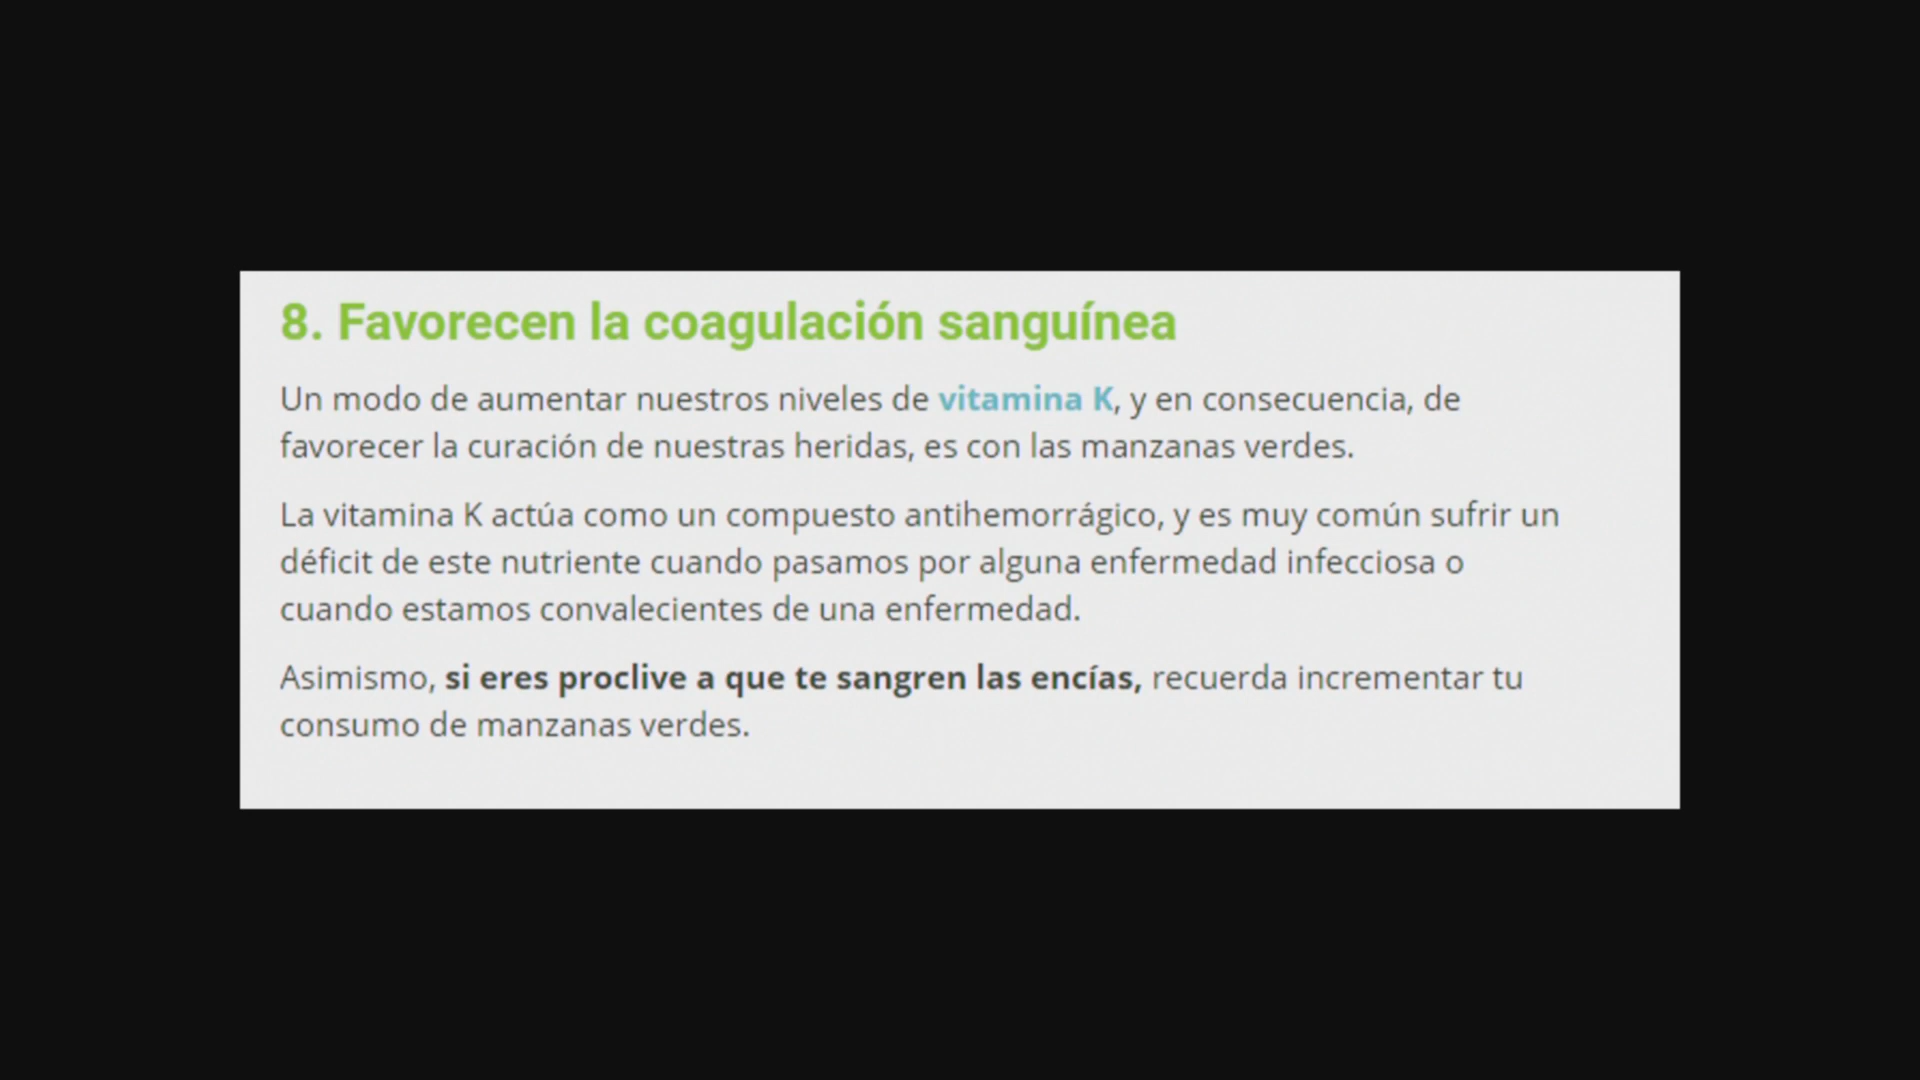 8. Favorecen la coagulación sanguínea
Un modo de aumentar nuestros niveles de vitamina K, y en consecuencia, de
favorecer la curación de nuestras heridas, es con las manzanas verdes.
La vitamina K actúa como un compuesto antihemorrágico, y es muy común sufrir un
déficit de este nutriente cuando pasamos por alguna enfermedad infecciosa o
cuando estamos convalecientes de una enfermedad.
Asimismo, si eres proclive a que te sangren las encías, recuerda incrementar tu
consumo de manzanas verdes.